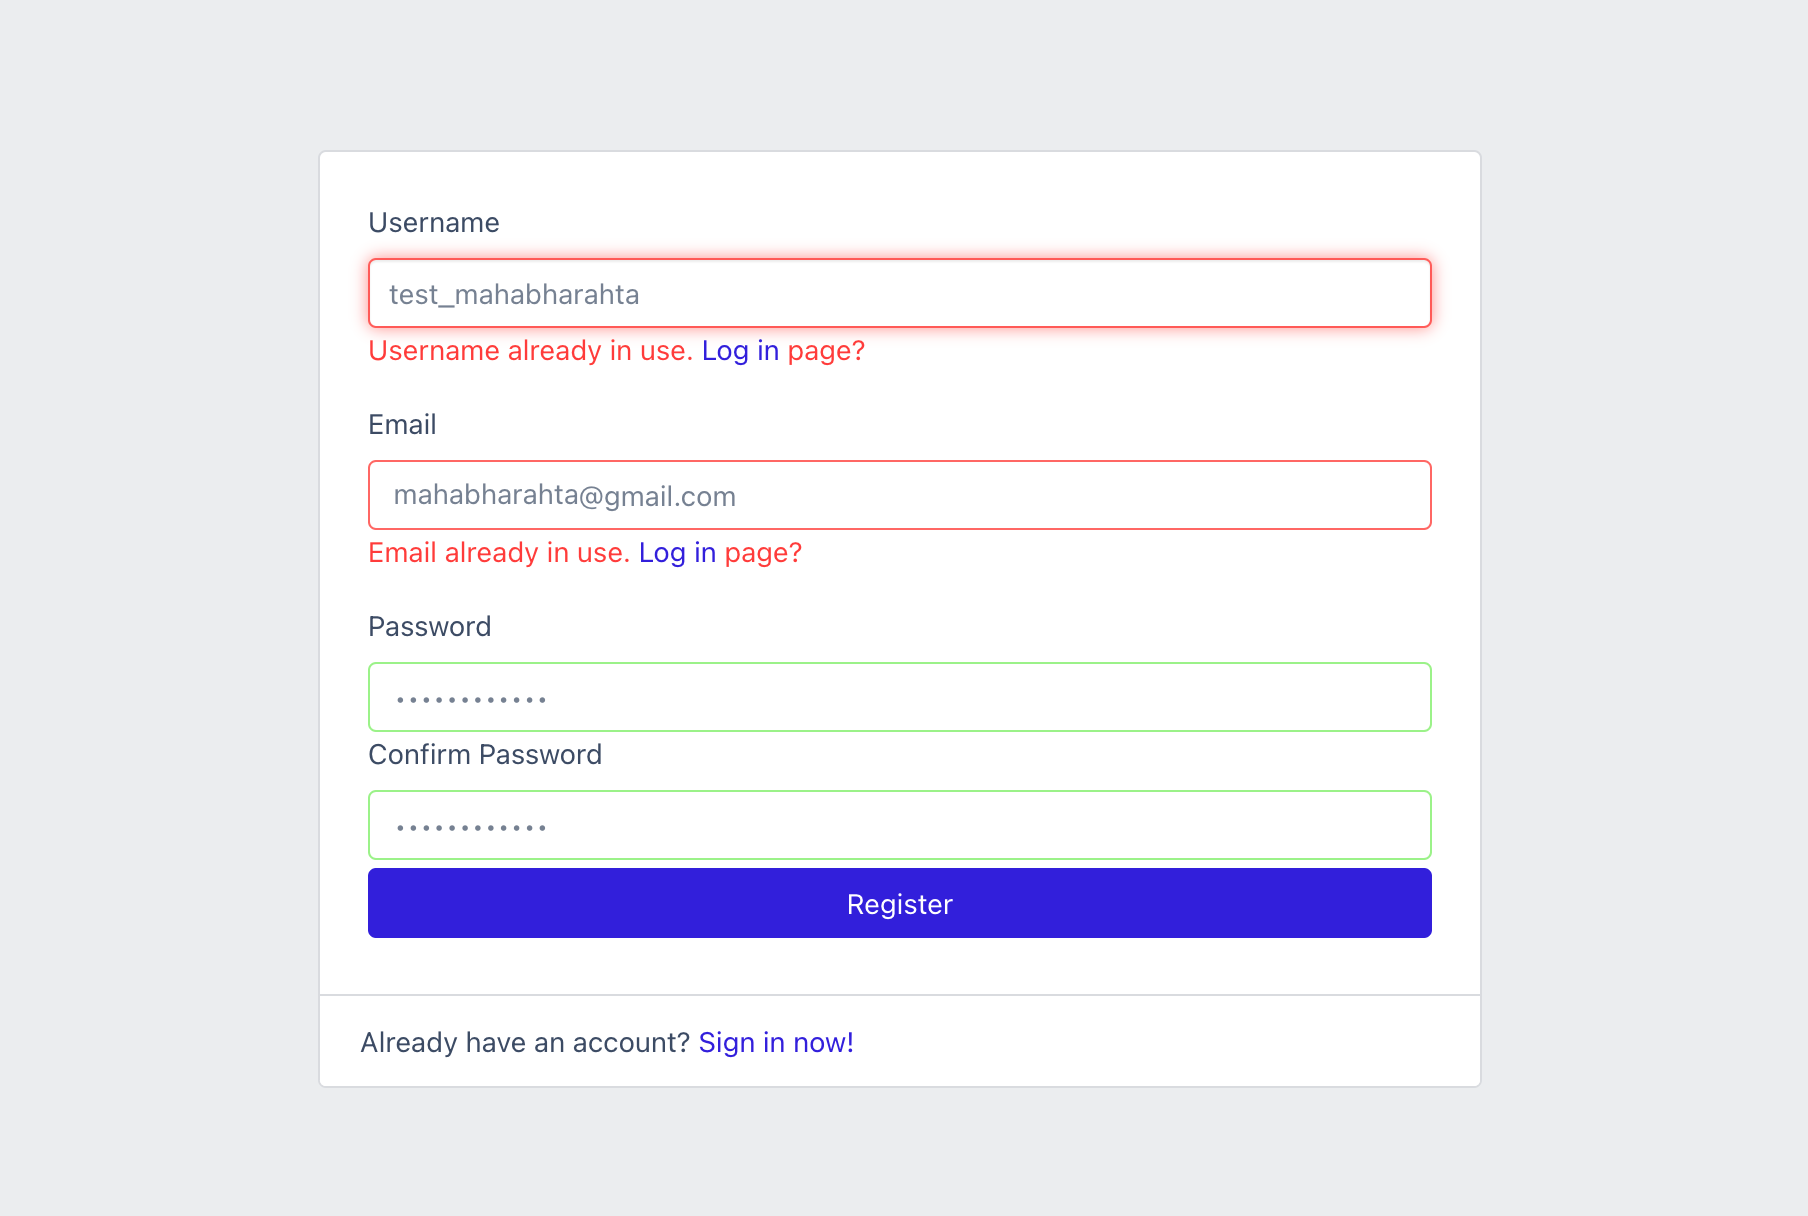 Username
test_mahabharahta
Username already in use. Log in page?
Email
mahabharahta@gmail.com
Email already in use. Log in page?
Password
••••••••••••
Confirm Password
••••••••••••
Register
Already have an account? Sign in now!